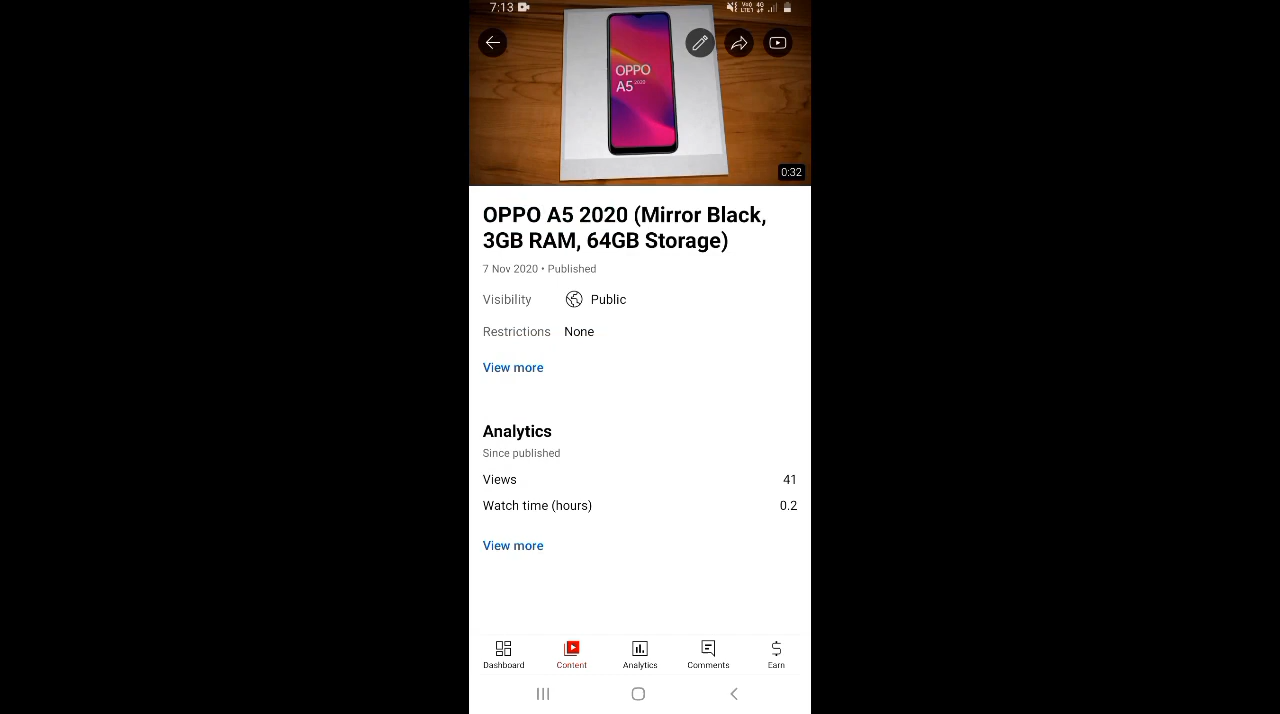 7:13
4G
OPPO
A5 2020
0:32
OPPO A5 2020 (Mirror Black,
3GB RAM, 64GB Storage)
7 Nov 2020 • Published
Visibility Public
Restrictions None
View more
Analytics
Since published
Views 41
Watch time (hours) 0.2
View more
Dashboard Content Analytics Comments Earn